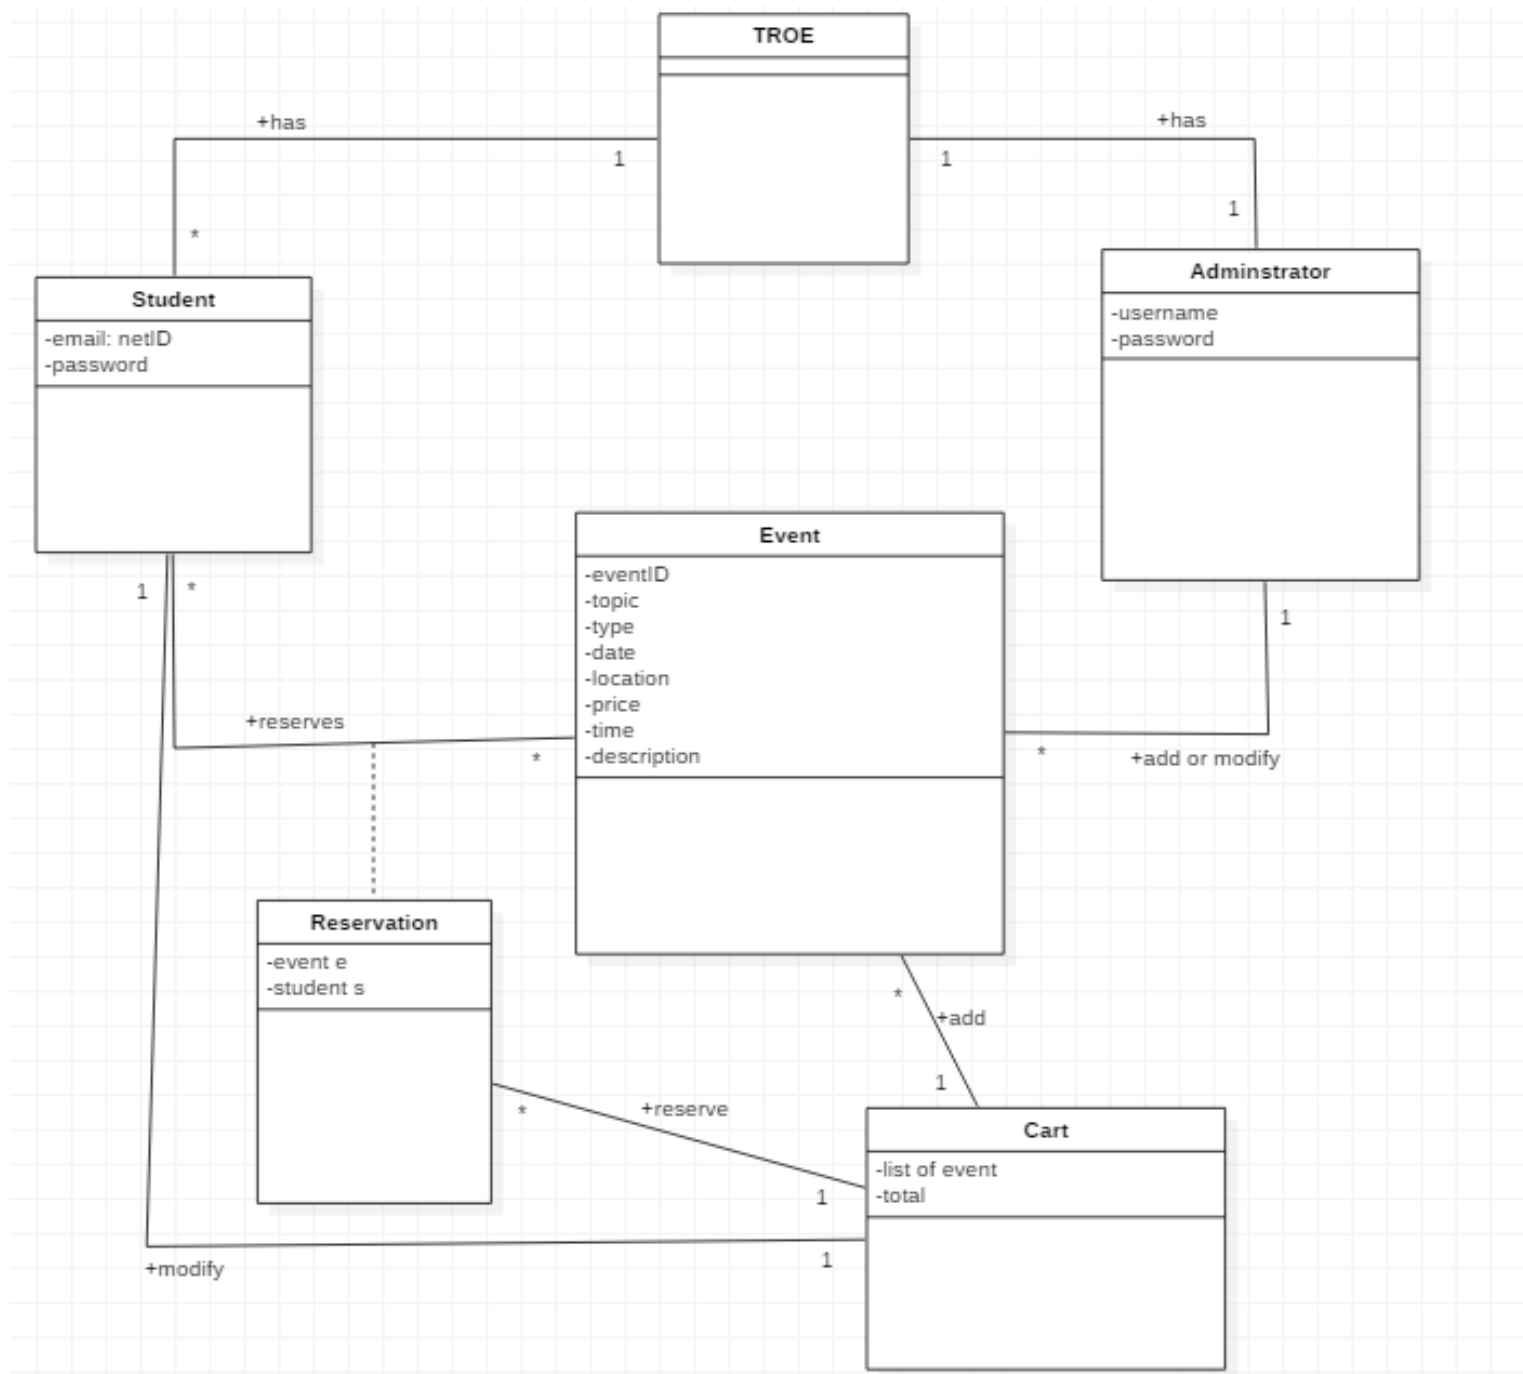 TROE
+has
+has
1
1
1
*
Adminstrator
-username
-password
Student
-email: netID
-password
Event
-eventID
-topic
-type
-date
-location
-price
-time
-description
1
*
1
+reserves
*
*
+add or modify
Reservation
-event e
-student s
*
+add
1
+reserve
*
1
Cart
-list of event
-total
1
+modify